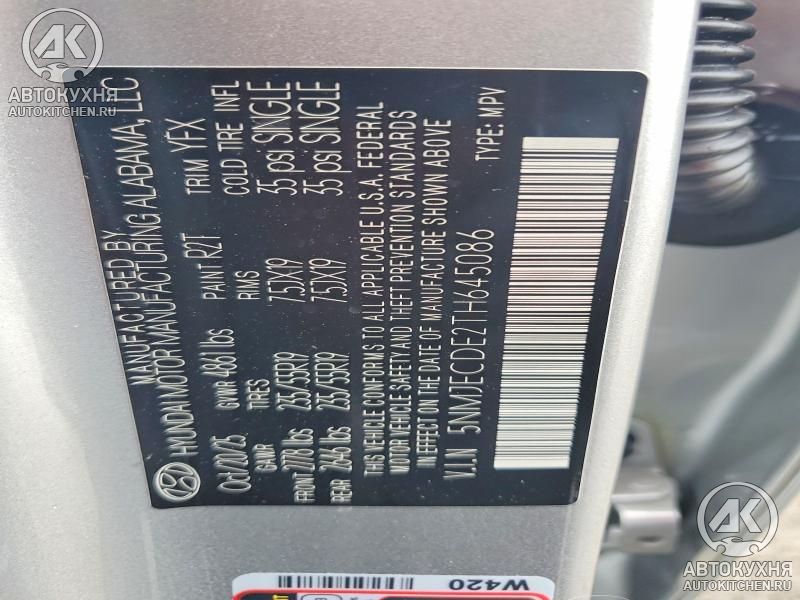 MANUFACTURED BY
HYUNDAI MOTOR MANUFACTURING ALABAMA, LLC
Oct/20/25 GVWR 4861 lbs PAINT R2T TRIM YFX
GAWR TIRES RIMS COLD TIRE INFL
FRONT 2778 lbs 235/55R19 7.5JX19 35 psi SINGLE
REAR 2646 lbs 235/55R19 7.5JX19 35 psi SINGLE
THIS VEHICLE CONFORMS TO ALL APPLICABLE U.S.A. FEDERAL
MOTOR VEHICLE SAFETY AND THEFT PREVENTION STANDARDS
IN EFFECT ON THE DATE OF MANUFACTURE SHOWN ABOVE
V.I.N 5NMJECDE2TH645086 TYPE: MPV
W420
АК
АВТОКУХНЯ
AUTOKITCHEN.RU
АК
АВТОКУХНЯ
AUTOKITCHEN.RU